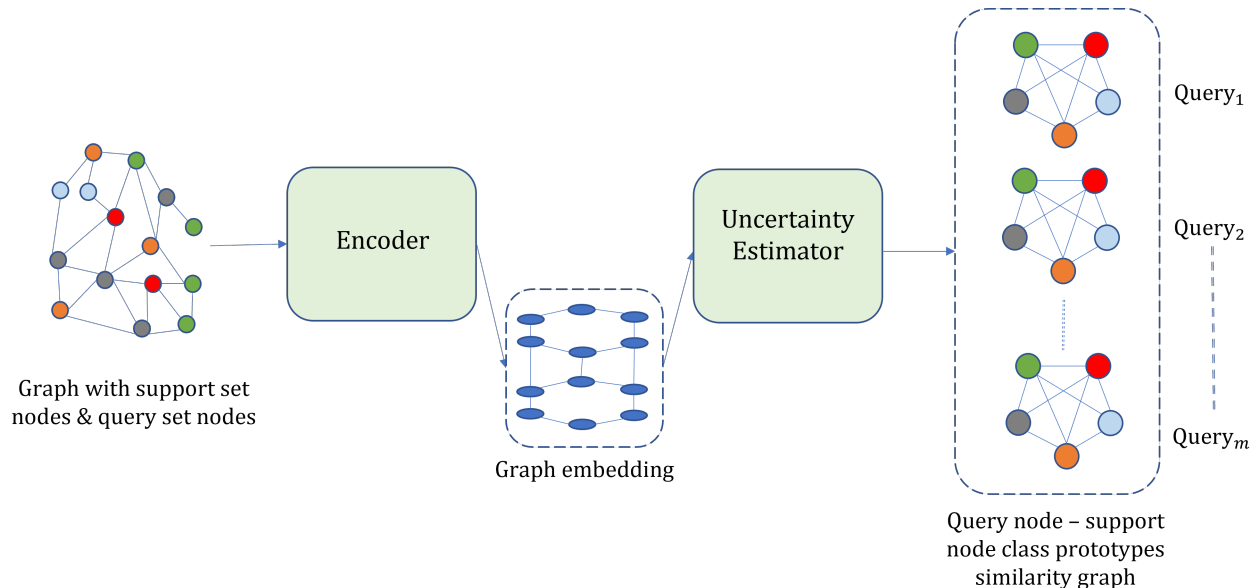 Graph with support set
nodes & query set nodes
Encoder
Graph embedding
Uncertainty
Estimator
Query₁
Query₂
Queryₘ
Query node – support
node class prototypes
similarity graph